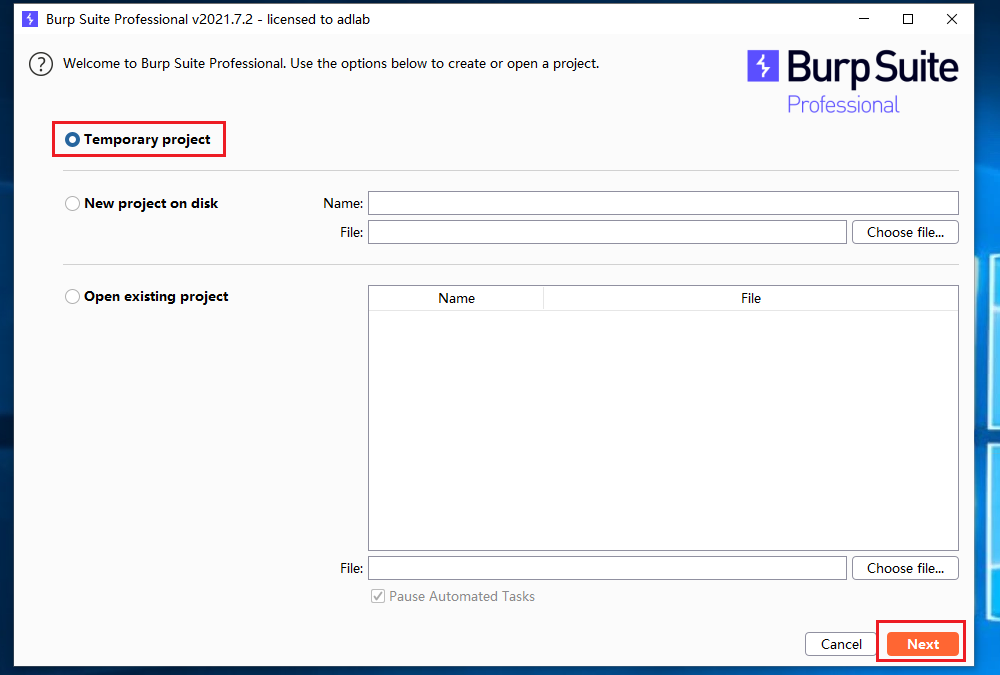 Burp Suite Professional v2021.7.2 - licensed to adlab
? Welcome to Burp Suite Professional. Use the options below to create or open a project.
Burp Suite
Professional
Temporary project
New project on disk Name:
File: Choose file...
Open existing project Name File
File: Choose file...
Pause Automated Tasks
Cancel Next